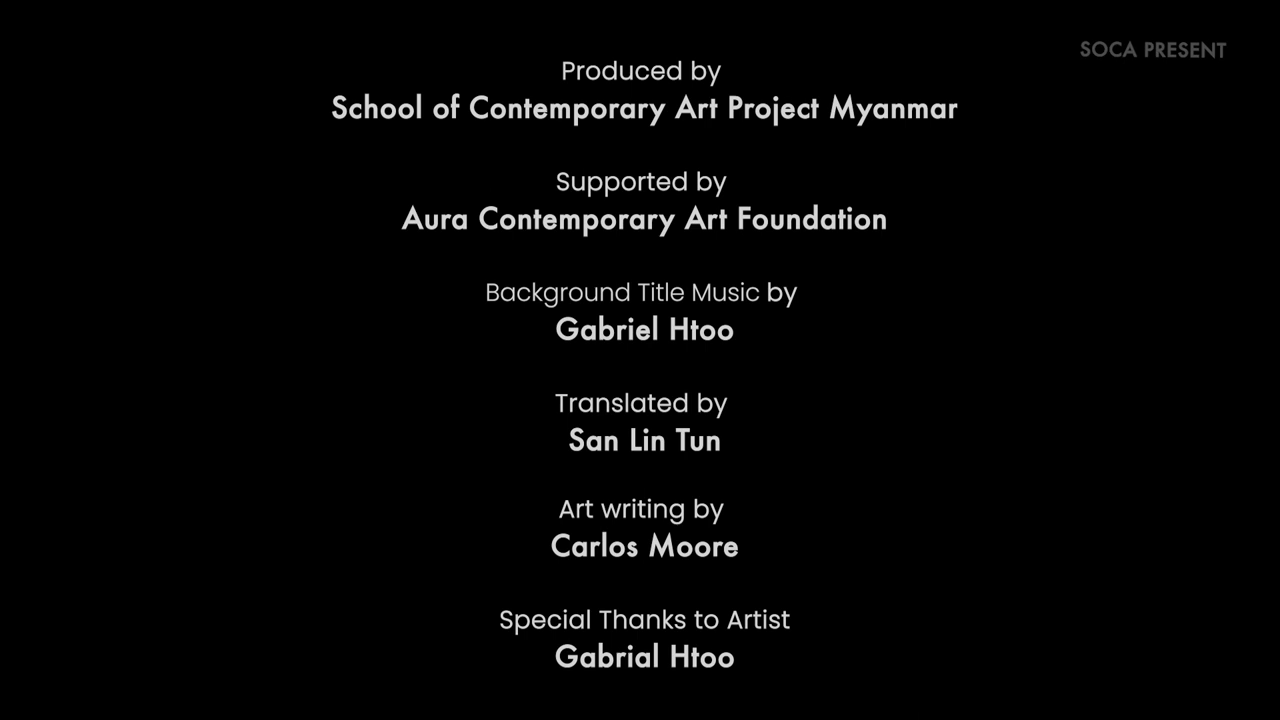 SOCA PRESENT
Produced by
School of Contemporary Art Project Myanmar
Supported by
Aura Contemporary Art Foundation
Background Title Music by
Gabriel Htoo
Translated by
San Lin Tun
Art writing by
Carlos Moore
Special Thanks to Artist
Gabrial Htoo